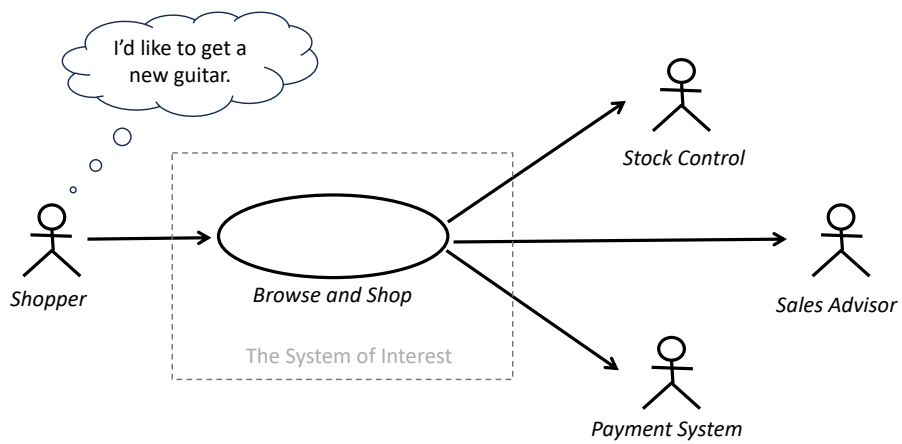 I'd like to get a
new guitar.
Stock Control
Shopper
Browse and Shop
Sales Advisor
The System of Interest
Payment System